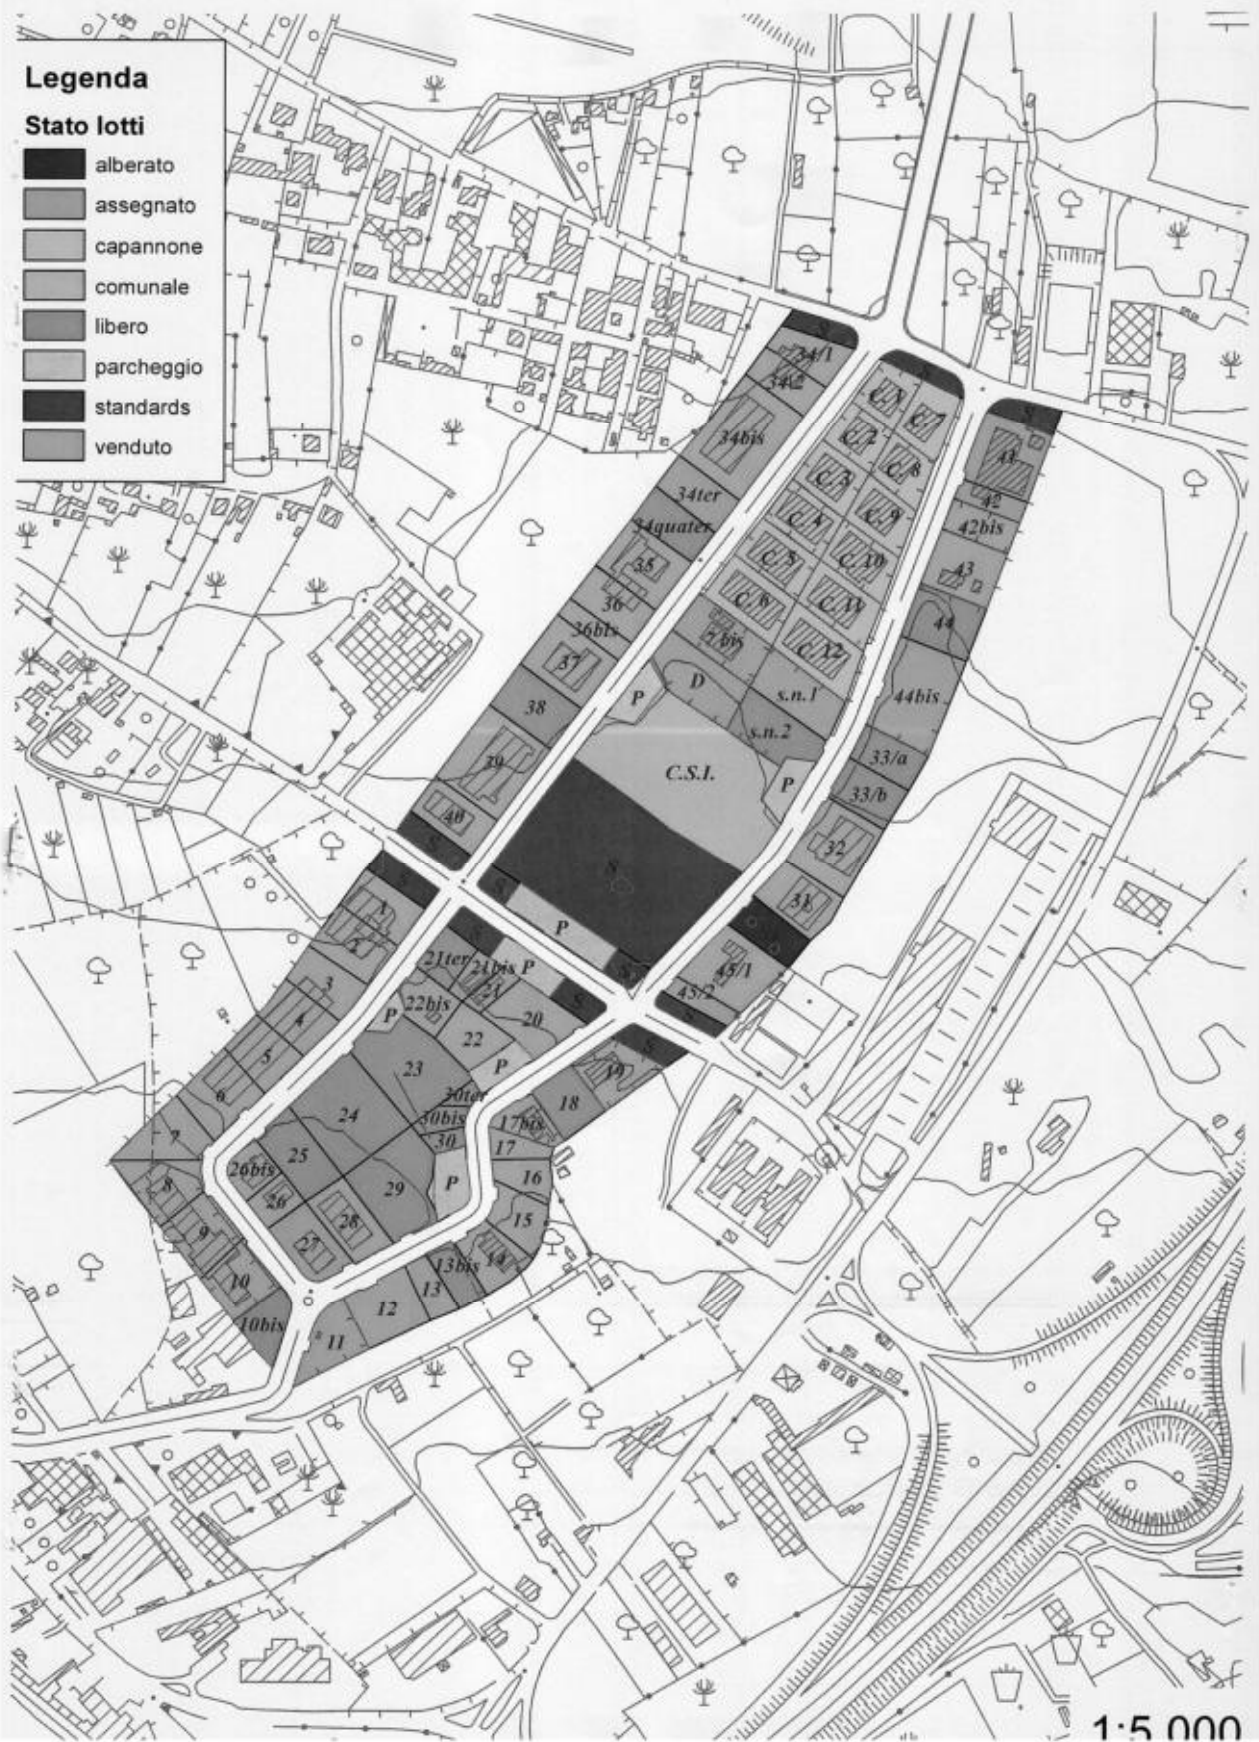 Legenda
Stato lotti
alberato
assegnato
capannone
comunale
libero
parcheggio
standards
venduto
S
34/1
S
34\2
C. 1
C. 7
S
34bis
C. 2
41
C. 3
C. 8
34ter
42
C. 4
C. 9
42bis
34quater
C. 5
C. 10
35
43
36
C. 6
C. 11
44
36bis
7/bis
C. 12
37
D
s.n.1
44bis
P
38
s.n.2
39
C.S.I.
33/a
P
33/b
40
32
S
S
S
S
31
1
P
2
S
21ter
21bis
P
S
45/1
3
21
45/2
22bis
S
4
P
20
S
22
S
5
23
P
19
6
30ter
18
24
30bis
17bis
7
30
17
25
26bis
16
8
P
29
26
15
9
28
27
14
10
13bis
13
12
10bis
s
11
1:5.000